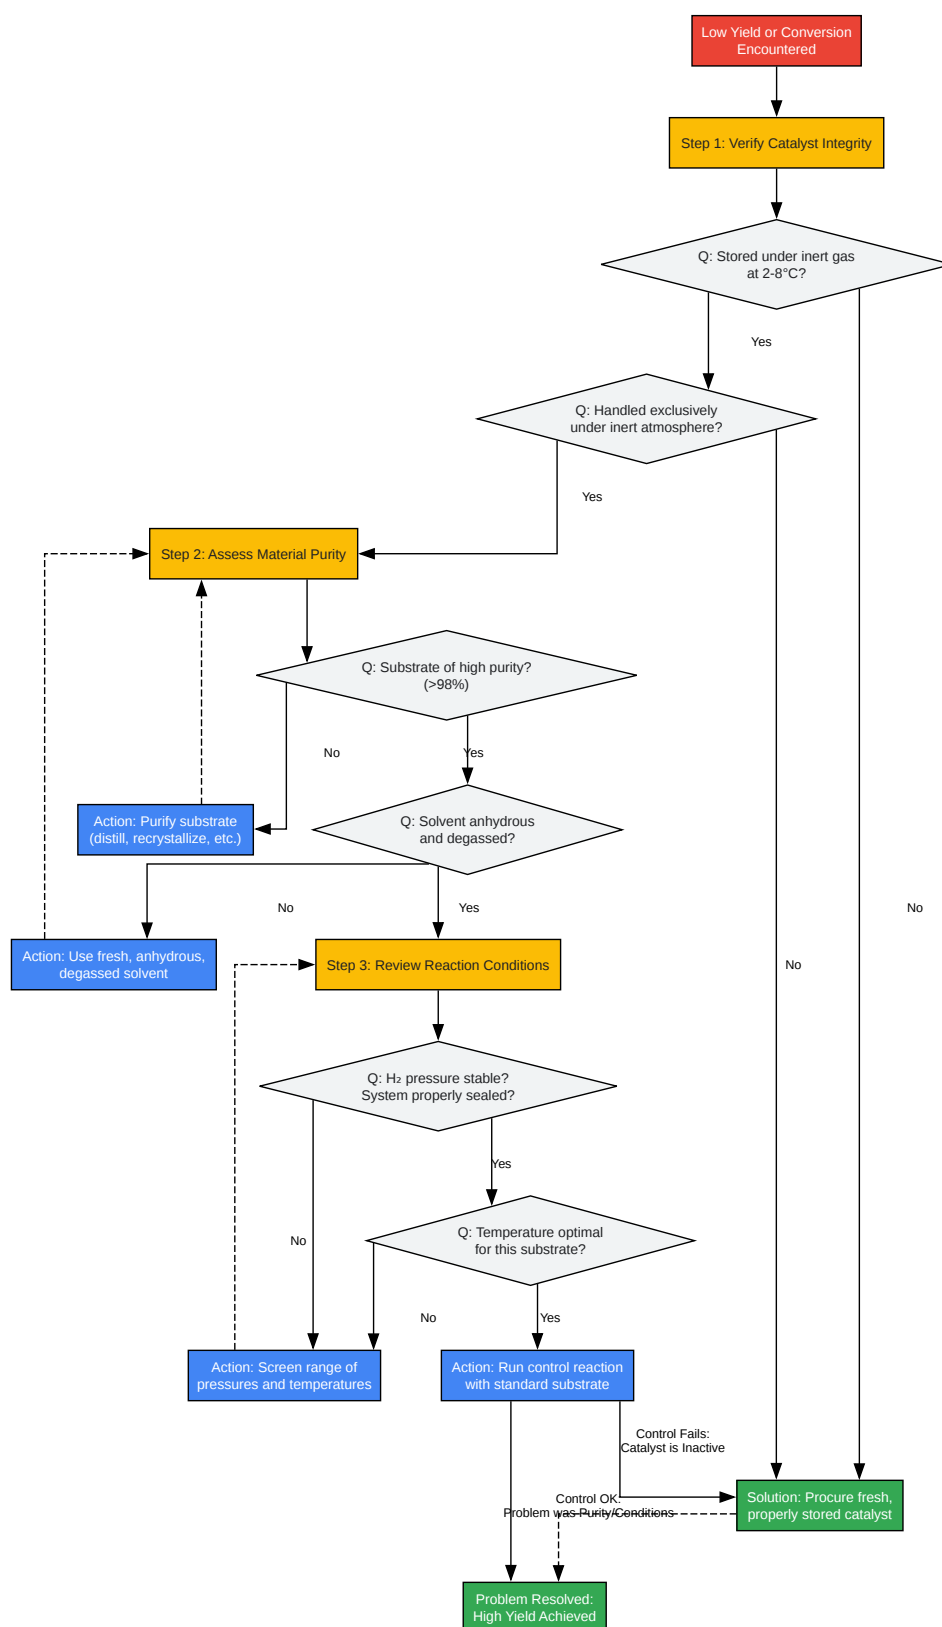 Low Yield or Conversion
Encountered
Step 1: Verify Catalyst Integrity
Q: Stored under inert gas
at 2-8°C?
Yes
Q: Handled exclusively
under inert atmosphere?
Yes
Step 2: Assess Material Purity
Q: Substrate of high purity?
(>98%)
No
Yes
Action: Purify substrate
(distill, recrystallize, etc.)
Q: Solvent anhydrous
and degassed?
No
Yes
No
Action: Use fresh, anhydrous,
degassed solvent
Step 3: Review Reaction Conditions
No
Q: H₂ pressure stable?
System properly sealed?
Yes
No
Q: Temperature optimal
for this substrate?
No
Yes
Action: Screen range of
pressures and temperatures
Action: Run control reaction
with standard substrate
Control Fails:
Catalyst is Inactive
Control OK:
Problem was Purity/Conditions
Solution: Procure fresh,
properly stored catalyst
Problem Resolved:
High Yield Achieved